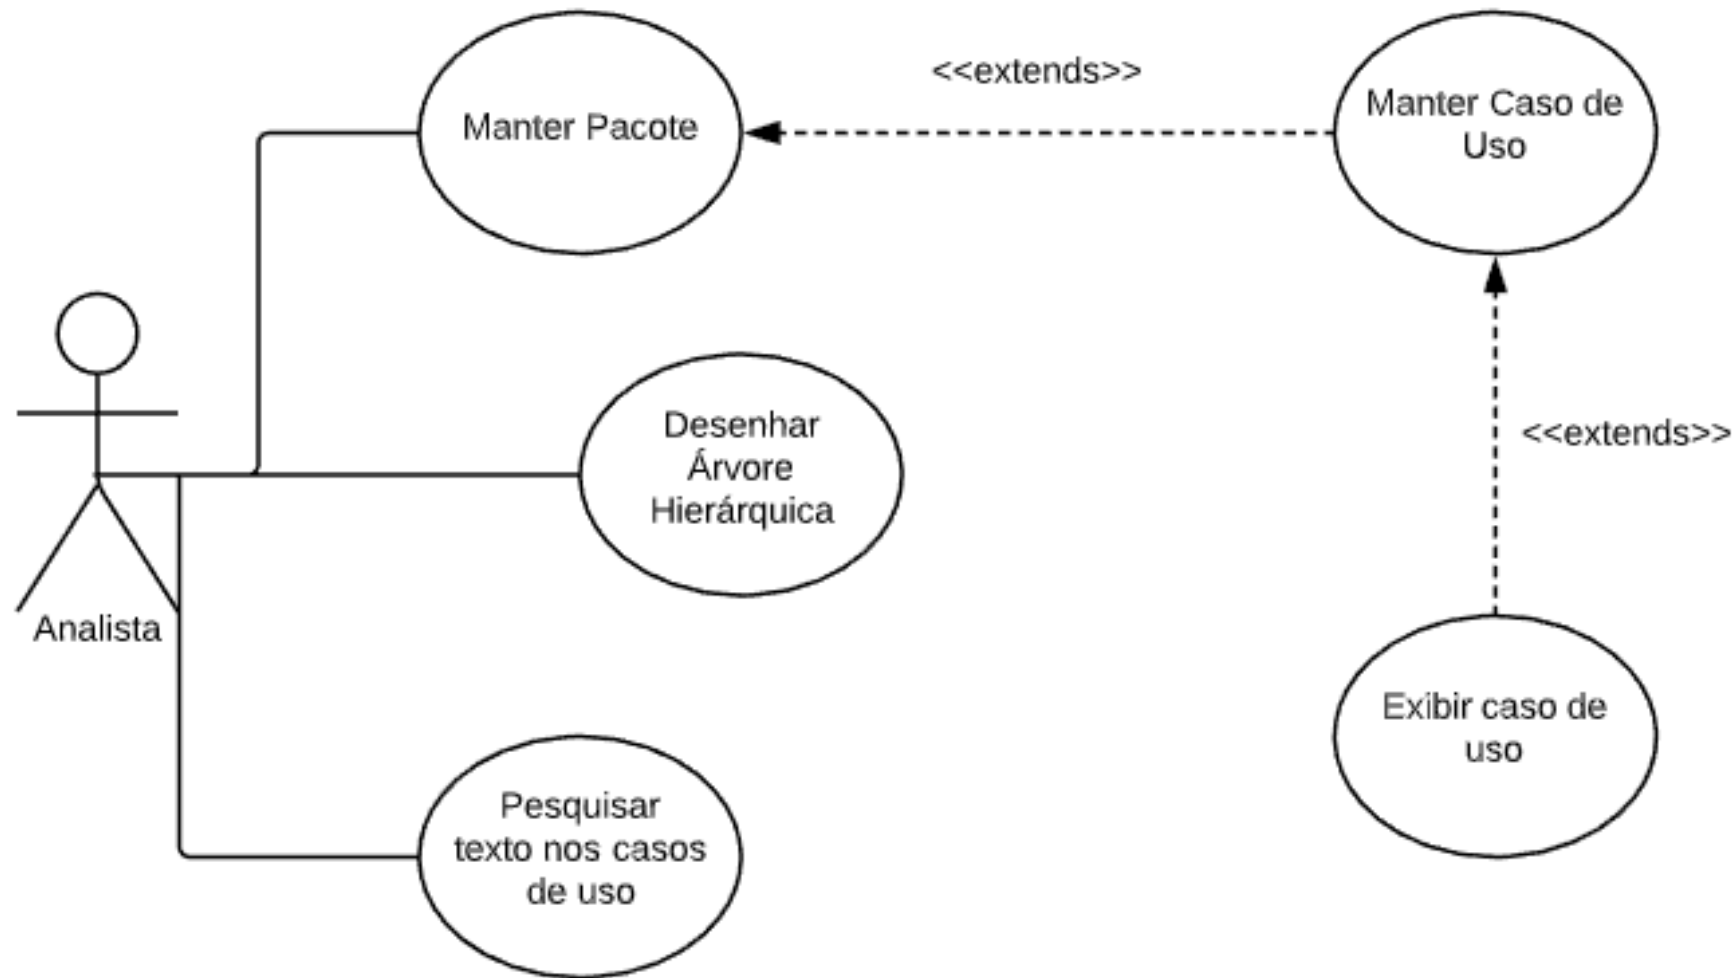 Manter Pacote
<<extends>>
Manter Caso de
Uso
Desenhar
Árvore
Hierárquica
<<extends>>
Analista
Exibir caso de
uso
Pesquisar
texto nos casos
de uso